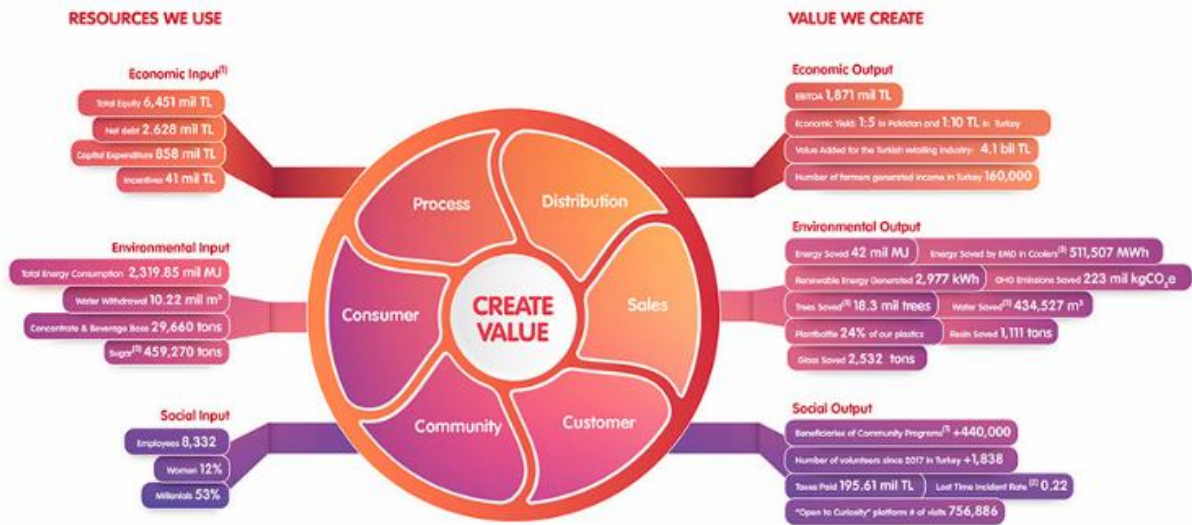 RESOURCES WE USE
Economic Input(1)
Total Equity 6,451 mil TL
Net debt 2.628 mil TL
Capital Expenditure 858 mil TL
Incentives 41 mil TL
Environmental Input
Total Energy Consumption 2,319.85 mil MJ
Water Withdrawal 10.22 mil m³
Concentrate & Beverage Base 29,660 tons
Sugar(3) 459,270 tons
Social Input
Employees 8,332
Women 12%
Millenials 53%
Process
Distribution
Consumer
CREATE
VALUE
Sales
Community
Customer
VALUE WE CREATE
Economic Output
EBITDA 1,871 mil TL
Economic Yield: 1:5 in Pakistan and 1:10 TL in Turkey
Value Added for the Turkish retailing industry: 4.1 bil TL
Number of farmers generated income in Turkey 160,000
Environmental Output
Energy Saved 42 mil MJ Energy Saved by EMD in Coolers(3) 511,507 MWh
Renewable Energy Generated 2,977 kWh GHG Emissions Saved 223 mil kgCO₂e
Trees Saved 18.3 mil trees Water Saved 434,527 m³
Plantbottle 24% of our plastics Resin Saved 1,111 tons
Glass Saved 2,532 tons
Social Output
Beneficiaries of Community Programs(1) +440,000
Number of volunteers since 2017 in Turkey +1,838
Taxes Paid 195.61 mil TL Lost Time Incident Rate (2) 0.22
"Open to Curiosity" platform # of visits 756,886